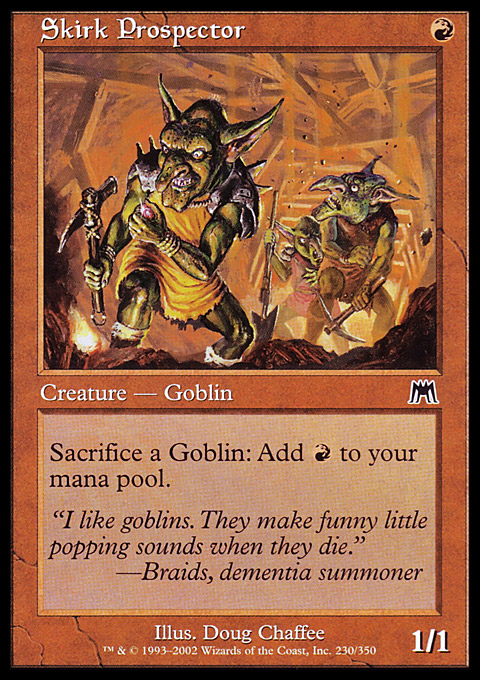 Skirk Prospector
Creature — Goblin
Sacrifice a Goblin: Add to your
mana pool.
“I like goblins. They make funny little
popping sounds when they die.”
—Braids, dementia summoner
Illus. Doug Chaffee
™ & © 1993–2002 Wizards of the Coast, Inc. 230/350
1/1